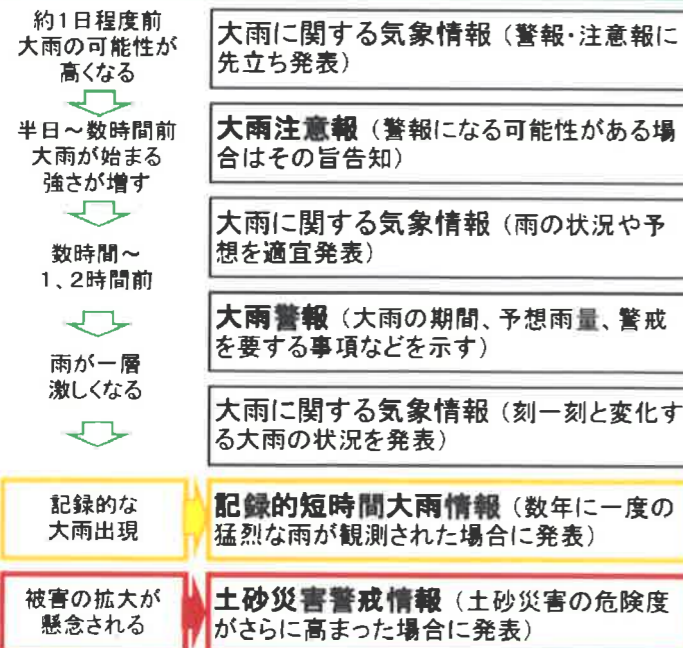 約1日程度前
大雨の可能性が
高くなる
大雨に関する気象情報（警報・注意報に
先立ち発表）
半日～数時間前
大雨が始まる
強さが増す
大雨注意報（警報になる可能性がある場
合はその旨告知）
大雨に関する気象情報（雨の状況や予
想を適宜発表）
数時間～
1、2時間前
大雨警報（大雨の期間、予想雨量、警戒
を要する事項などを示す）
雨が一層
激しくなる
大雨に関する気象情報（刻一刻と変化す
る大雨の状況を発表）
記録的な
大雨出現
記録的短時間大雨情報（数年に一度の
猛烈な雨が観測された場合に発表）
被害の拡大が
懸念される
土砂災害警戒情報（土砂災害の危険度
がさらに高まった場合に発表）